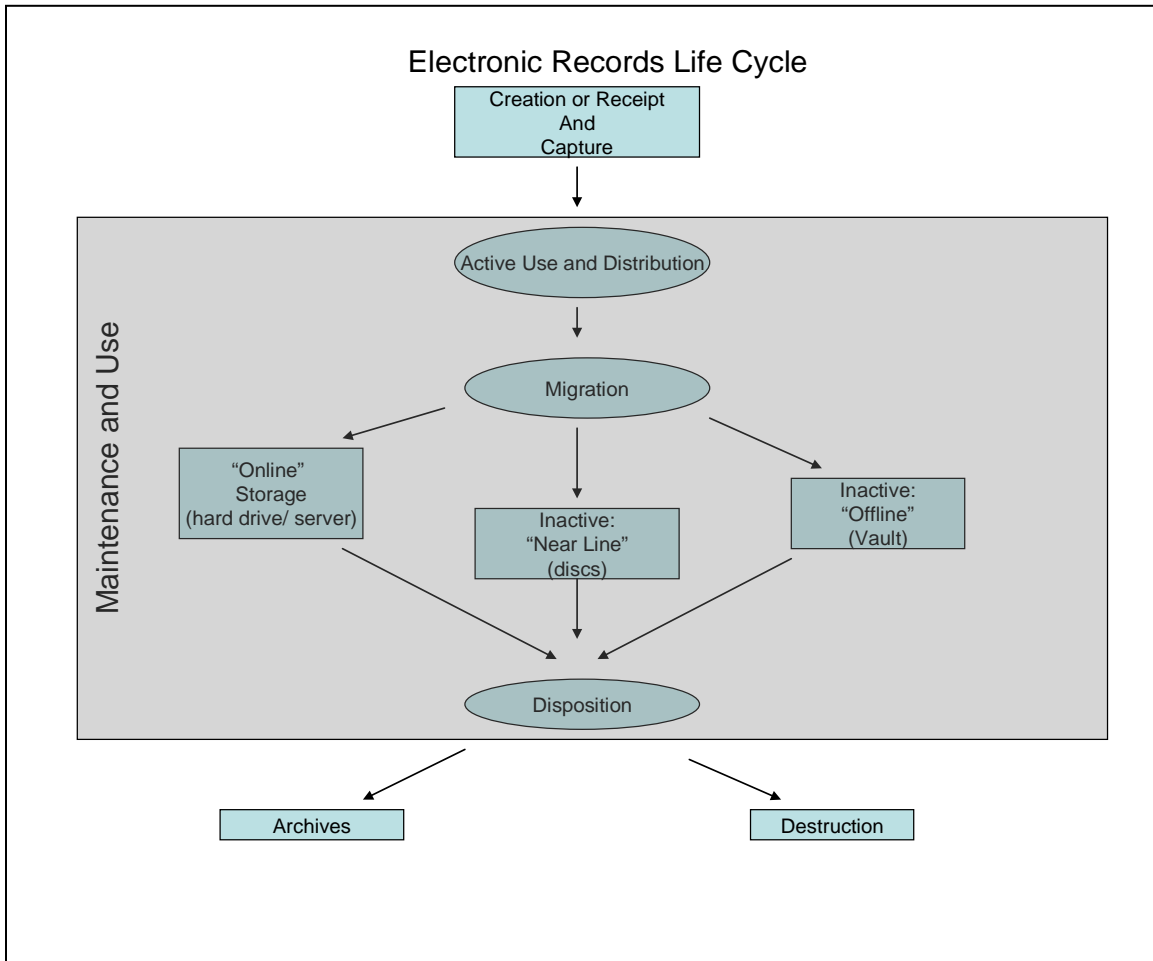 Electronic Records Life Cycle
Creation or Receipt
And
Capture
Maintenance and Use
Active Use and Distribution
Migration
“Online”
Storage
(hard drive/ server)
Inactive:
“Near Line”
(discs)
Inactive:
“Offline”
(Vault)
Disposition
Archives
Destruction